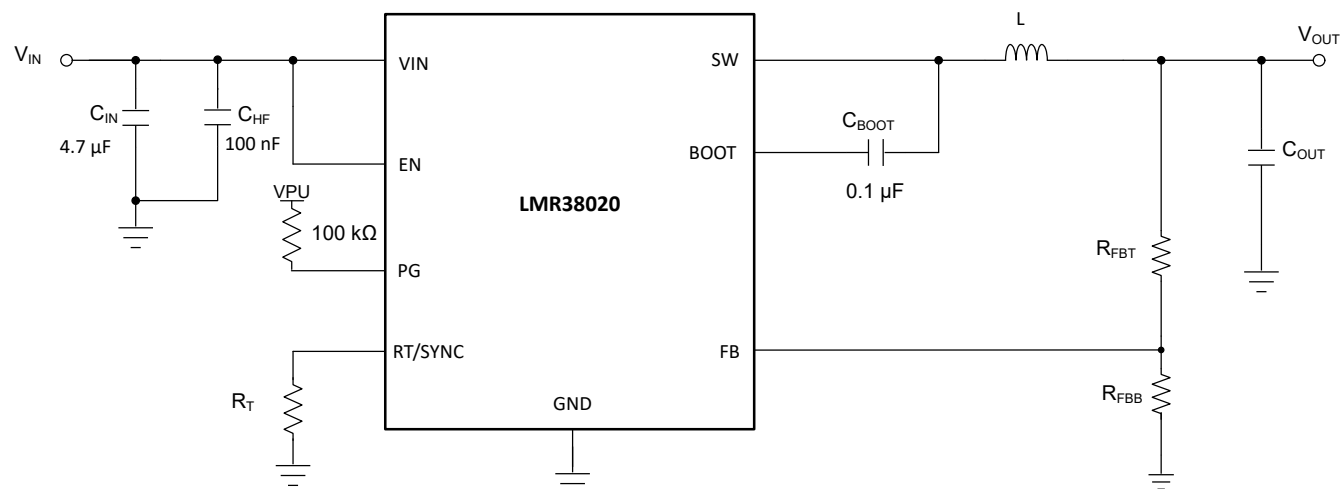 L
V_IN
V_OUT
VIN
SW
C_IN
4.7 µF
C_HF
100 nF
C_BOOT
0.1 µF
BOOT
C_OUT
EN
VPU
LMR38020
100 kΩ
PG
R_FBT
RT/SYNC
FB
R_T
GND
R_FBB